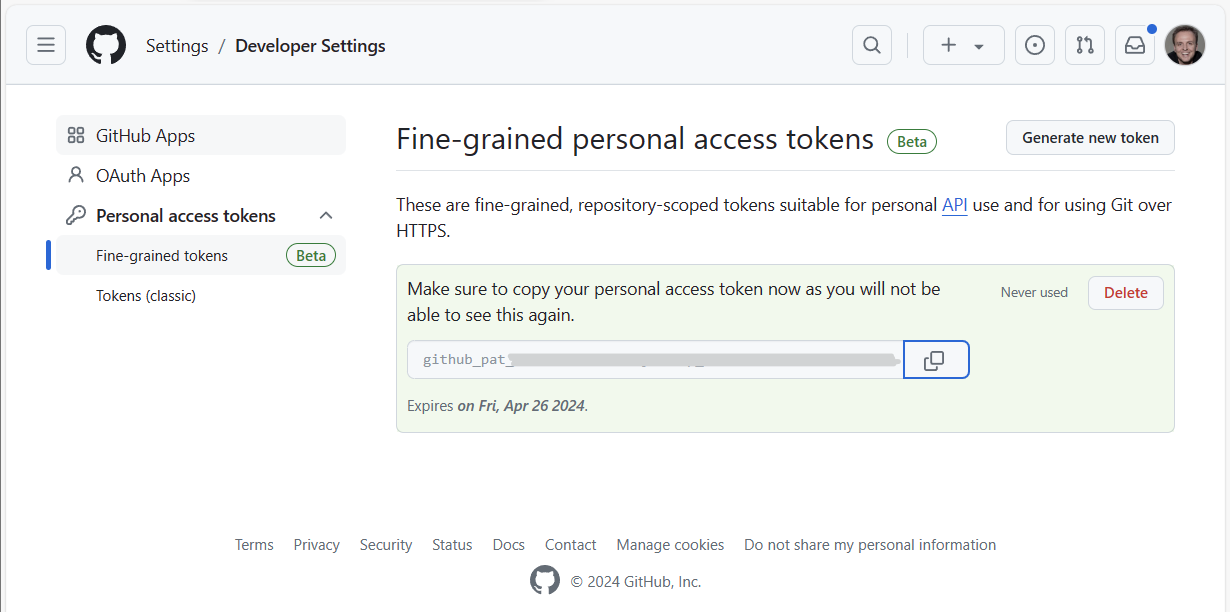 Settings / Developer Settings
GitHub Apps
OAuth Apps
Personal access tokens
Fine-grained tokens Beta
Tokens (classic)
Fine-grained personal access tokens Beta
Generate new token
These are fine-grained, repository-scoped tokens suitable for personal API use and for using Git over
HTTPS.
Make sure to copy your personal access token now as you will not be
able to see this again.
Never used
Delete
github_pat_
Expires on Fri, Apr 26 2024.
Terms Privacy Security Status Docs Contact Manage cookies Do not share my personal information
© 2024 GitHub, Inc.